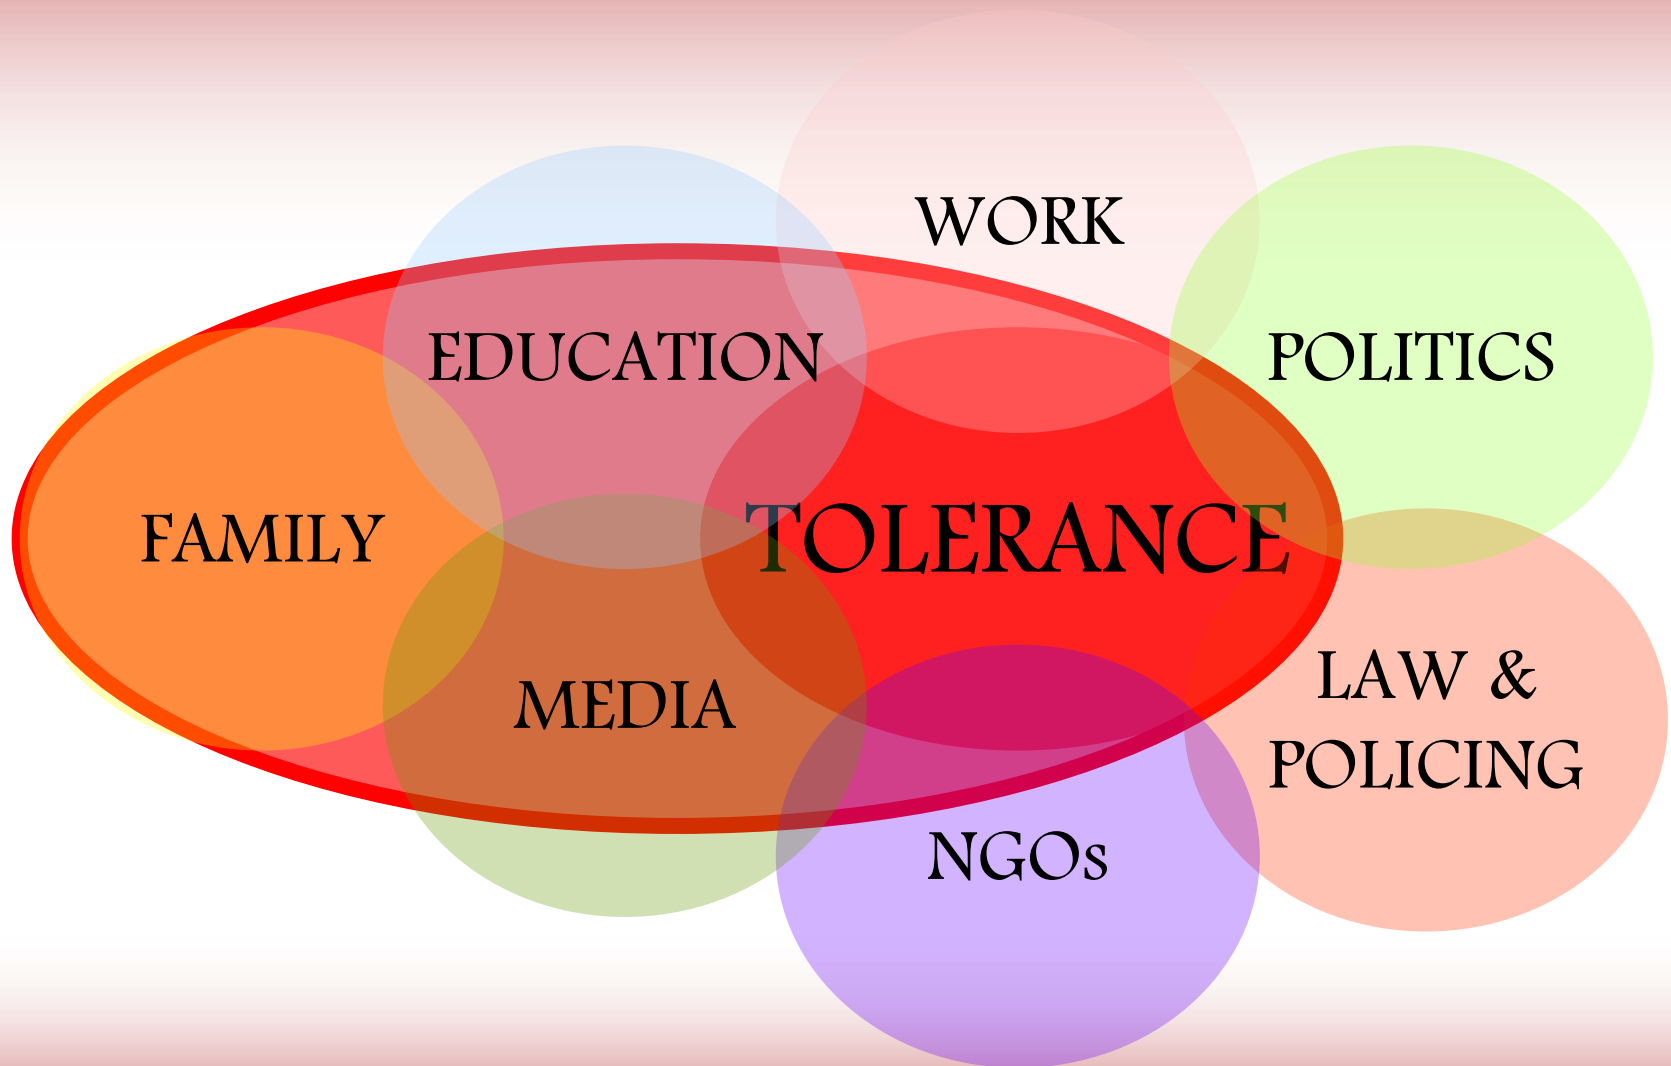 WORK
EDUCATION
POLITICS
FAMILY
TOLERANCE
MEDIA
LAW &
POLICING
NGOs